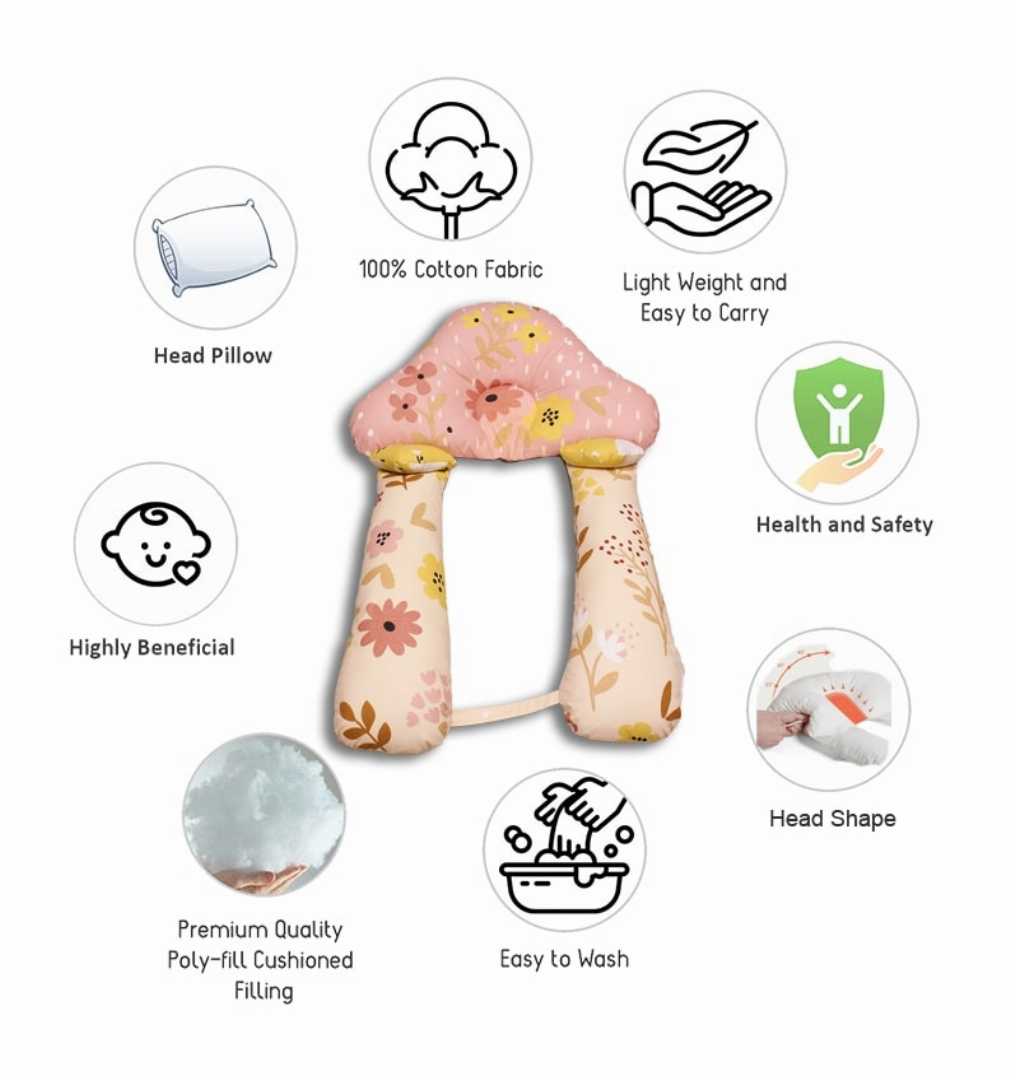 100% Cotton Fabric
Light Weight and
Easy to Carry
Head Pillow
Health and Safety
Highly Beneficial
Head Shape
Premium Quality
Poly-fill Cushioned
Filling
Easy to Wash